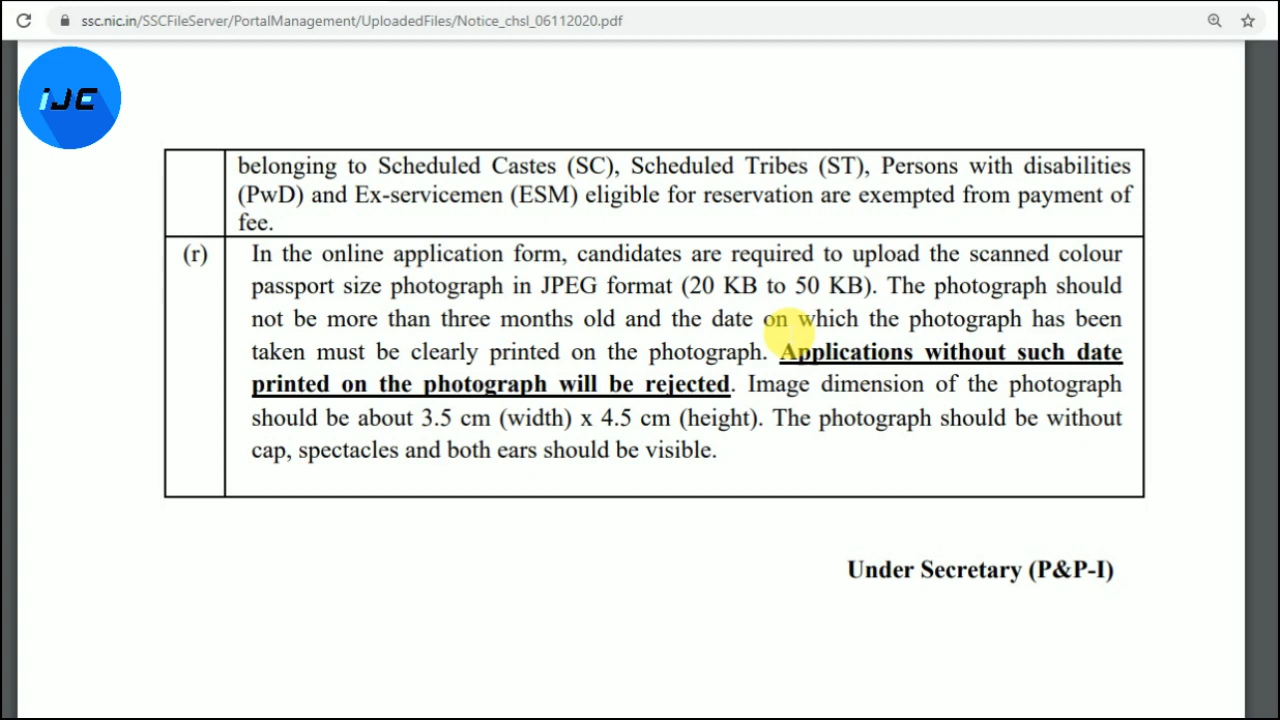 ssc.nic.in/SSCFileServer/PortalManagement/UploadedFiles/Notice_chsl_06112020.pdf
iJC
belonging to Scheduled Castes (SC), Scheduled Tribes (ST), Persons with disabilities
(PwD) and Ex-servicemen (ESM) eligible for reservation are exempted from payment of
fee.
(r) In the online application form, candidates are required to upload the scanned colour
passport size photograph in JPEG format (20 KB to 50 KB). The photograph should
not be more than three months old and the date on which the photograph has been
taken must be clearly printed on the photograph. Applications without such date
printed on the photograph will be rejected. Image dimension of the photograph
should be about 3.5 cm (width) x 4.5 cm (height). The photograph should be without
cap, spectacles and both ears should be visible.
Under Secretary (P&P-I)